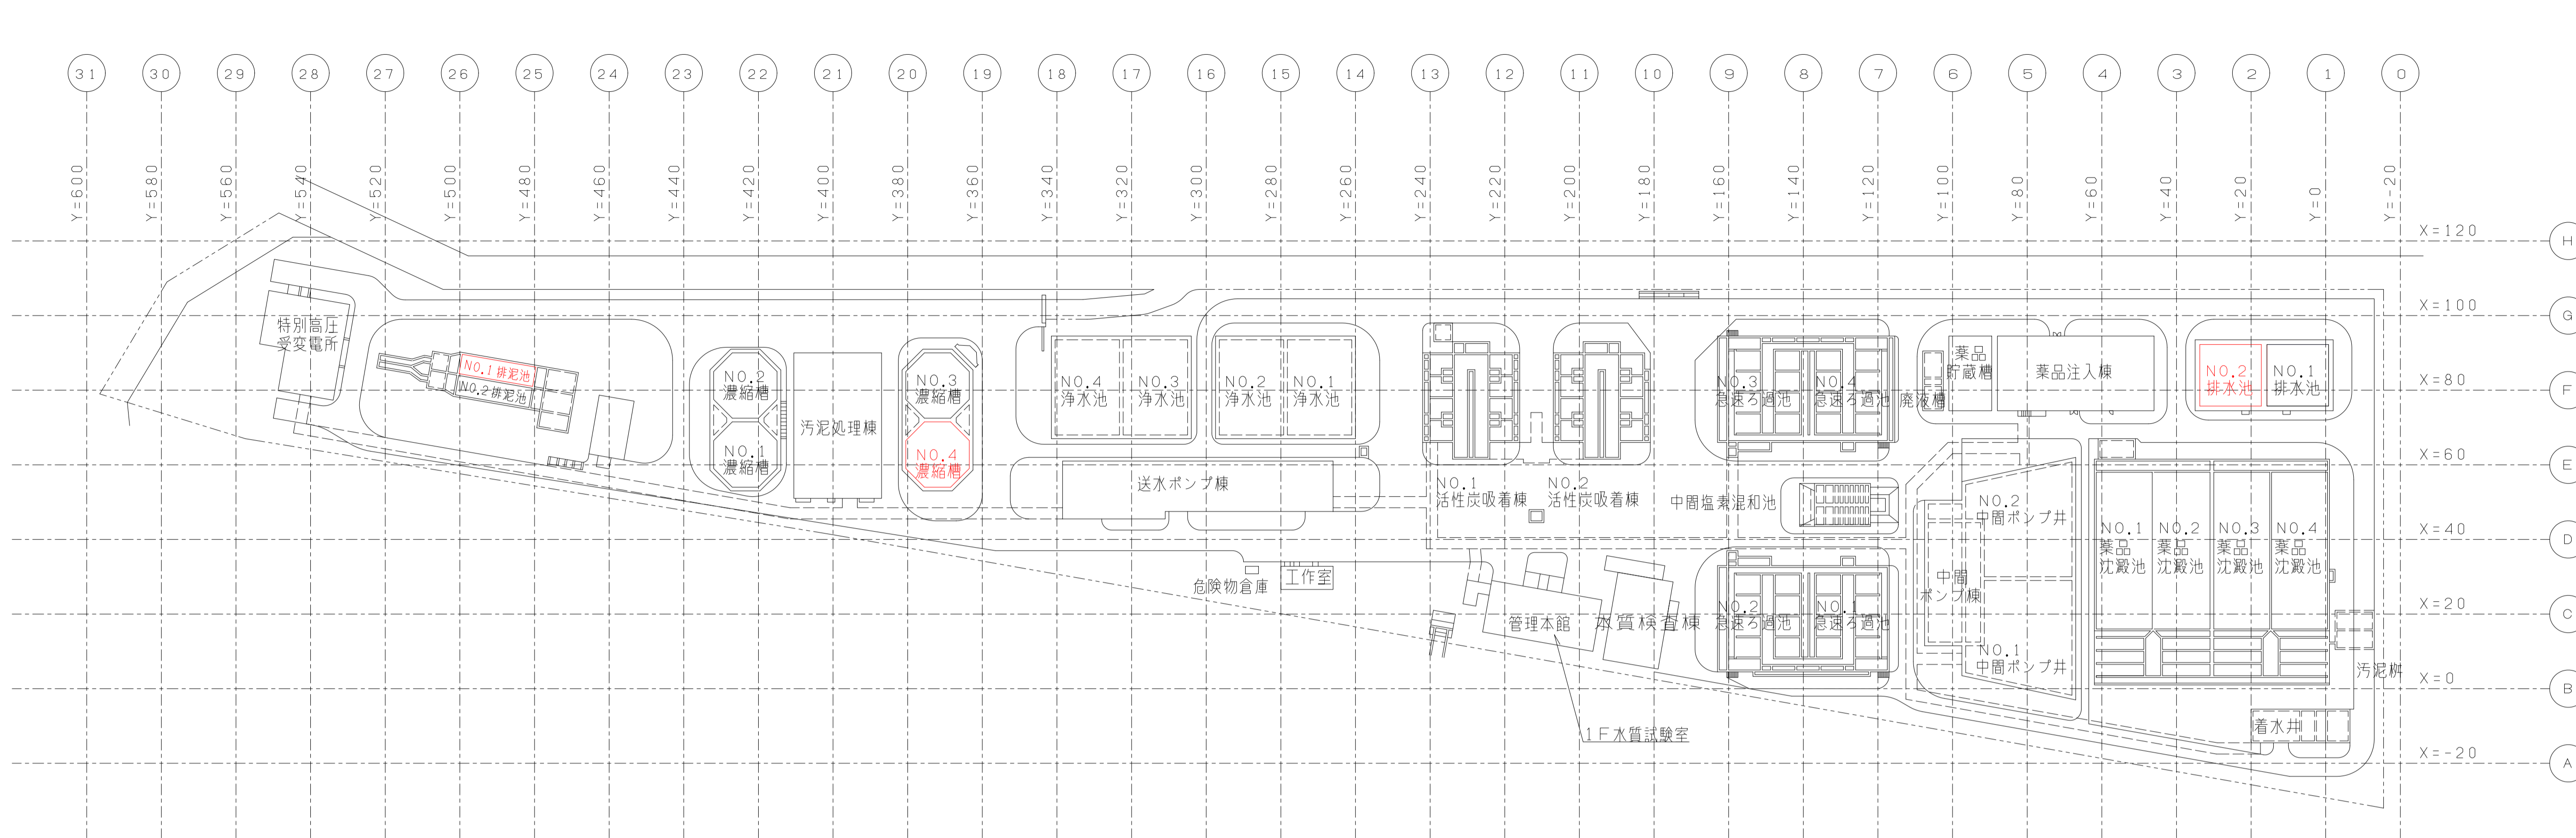 31 30 29 28 27 26 25 24 23 22 21 20 19 18 17 16 15 14 13 12 11 10 9 8 7 6 5 4 3 2 1 0
Y=600 Y=580 Y=560 Y=540 Y=520 Y=500 Y=480 Y=460 Y=440 Y=420 Y=400 Y=380 Y=360 Y=340 Y=320 Y=300 Y=280 Y=260 Y=240 Y=220 Y=200 Y=180 Y=160 Y=140 Y=120 Y=100 Y=80 Y=60 Y=40 Y=20 Y=0 Y=-20
X=120 H
X=100 G
X=80 F
X=60 E
X=40 D
X=20 C
X=0 B
X=-20 A
特別高圧
受変電所
NO.1 排泥池
NO.2 排泥池
NO.2
濃縮槽
NO.1
濃縮槽
汚泥処理棟
NO.3
濃縮槽
NO.4
濃縮槽
NO.4
浄水池
NO.3
浄水池
NO.2
浄水池
NO.1
浄水池
送水ポンプ棟
危険物倉庫
工作室
NO.1
活性炭吸着棟
NO.2
活性炭吸着棟
管理本館
水質検査棟
1F水質試験室
NO.3
急速ろ過池
NO.4
急速ろ過池
廃液槽
中間塩素混和池
NO.2
急速ろ過池
NO.1
急速ろ過池
薬品
貯蔵槽
薬品注入棟
NO.2
排水池
NO.1
排水池
NO.2
中間ポンプ井
中間
ポンプ棟
NO.1
中間ポンプ井
NO.1
薬品
沈澱池
NO.2
薬品
沈澱池
NO.3
薬品
沈澱池
NO.4
薬品
沈澱池
汚泥桝
着水井